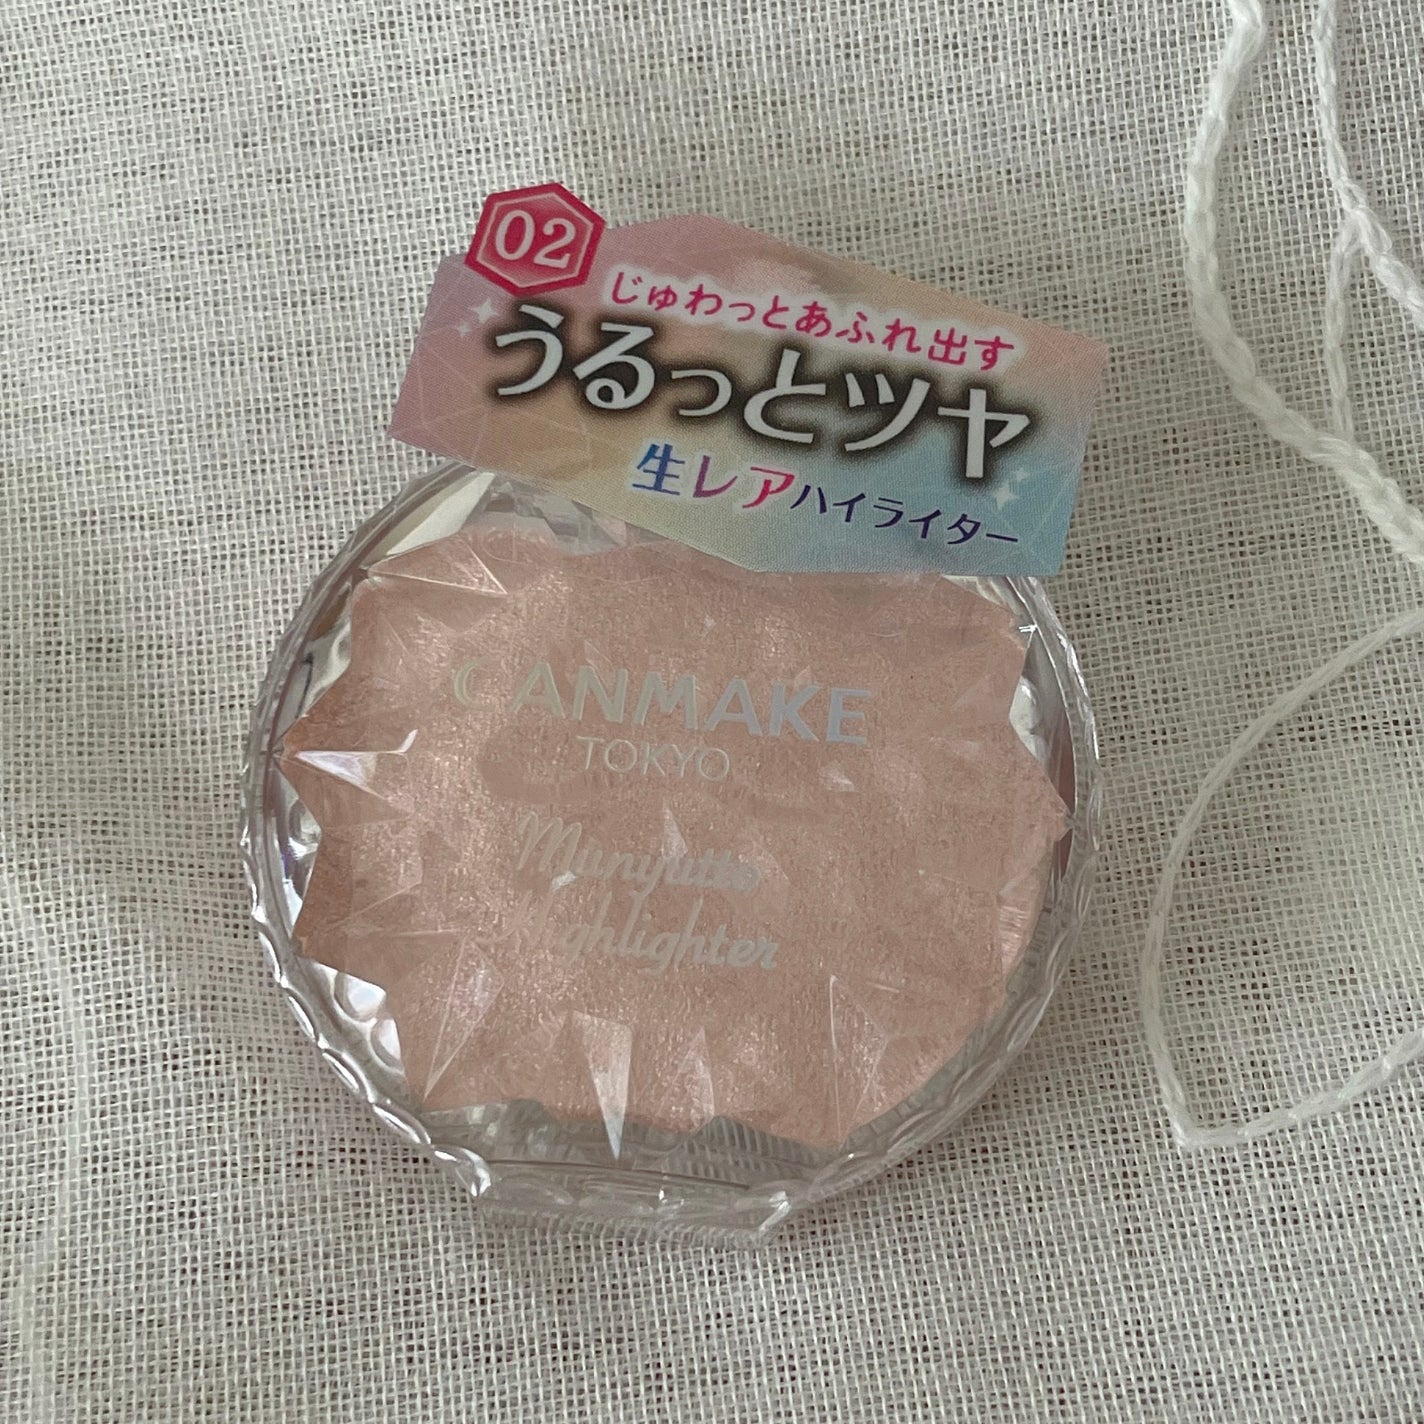 02
じゅわっとあふれ出す
うるっとツヤ
生レアハイライター
CANMAKE
TOKYO
Munyutto
Highlighter